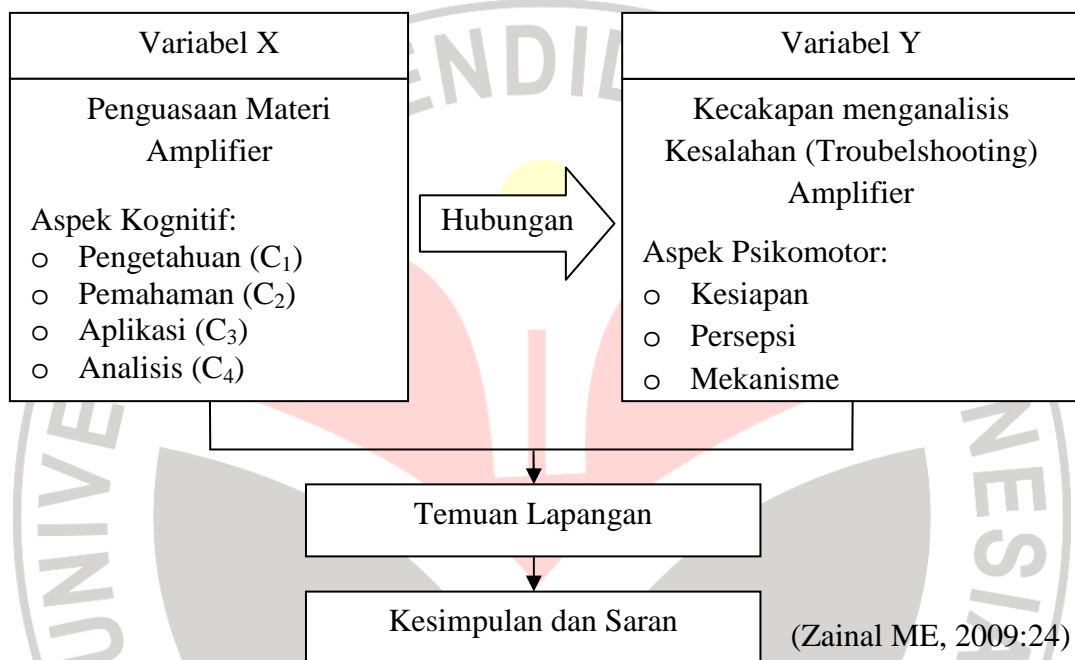 Variabel X
Penguasaan Materi
Amplifier
Aspek Kognitif:
o Pengetahuan (C₁)
o Pemahaman (C₂)
o Aplikasi (C₃)
o Analisis (C₄)
Hubungan
Variabel Y
Kecakapan menganalisis
Kesalahan (Troubelshooting)
Amplifier
Aspek Psikomotor:
o Kesiapan
o Persepsi
o Mekanisme
Temuan Lapangan
Kesimpulan dan Saran
(Zainal ME, 2009:24)